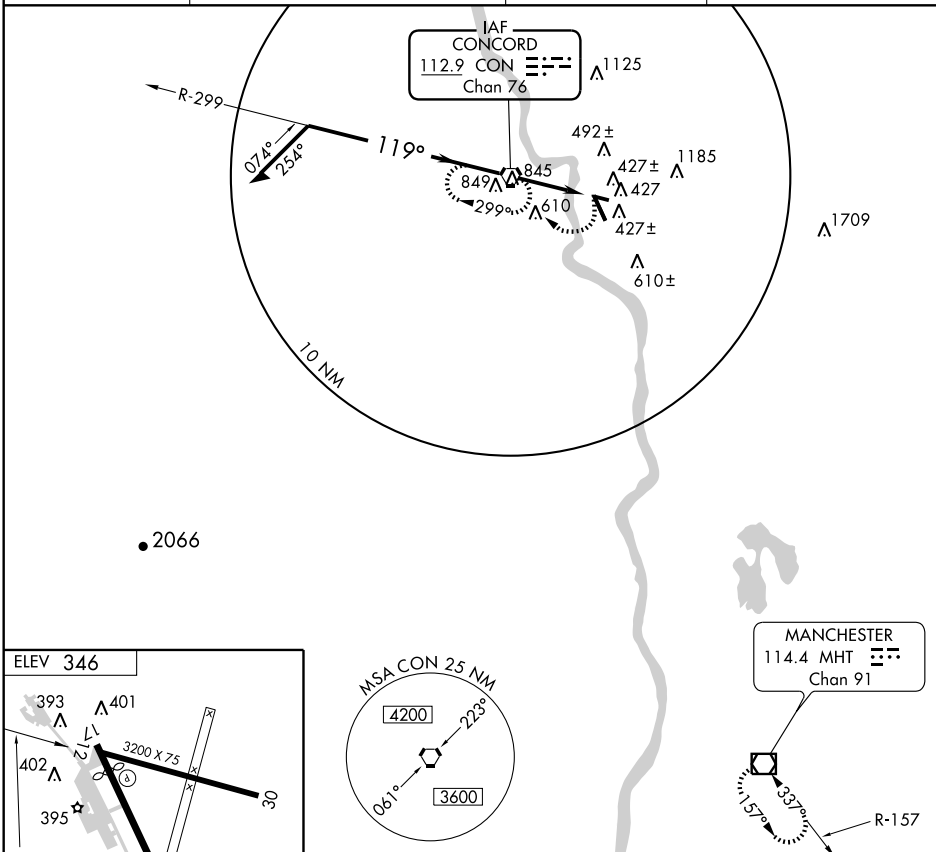 IAF
CONCORD
112.9 CON
Chan 76
1125
R-299
074°
254°
119°
492±
427±
1185
845
849
427
299°
610
427±
1709
610±
10 NM
2066
MANCHESTER
114.4 MHT
Chan 91
ELEV 346
MSA CON 25 NM
393
401
4200
223°
17
12
3200 X 75
402
P
061°
3600
395
30
157°
337°
R-157
x
x
x